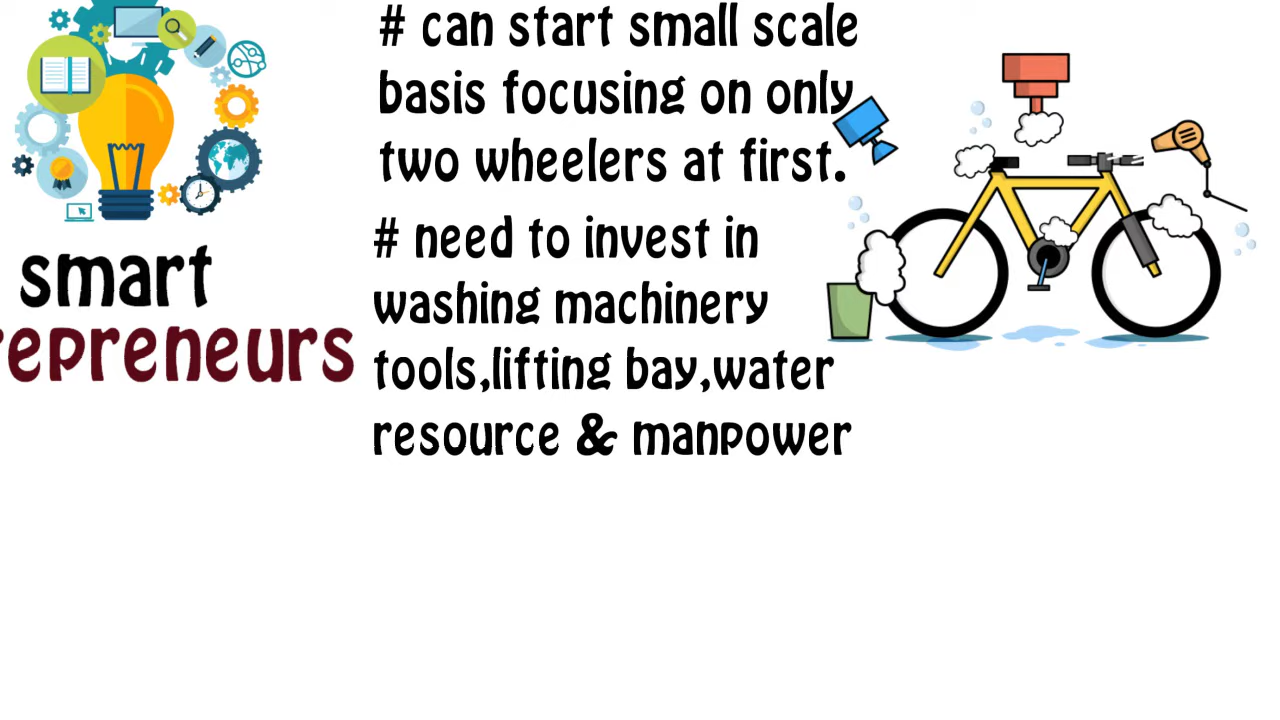 smart
repreneurs
# can start small scale
basis focusing on only
two wheelers at first.
# need to invest in
washing machinery
tools,lifting bay,water
resource & manpower